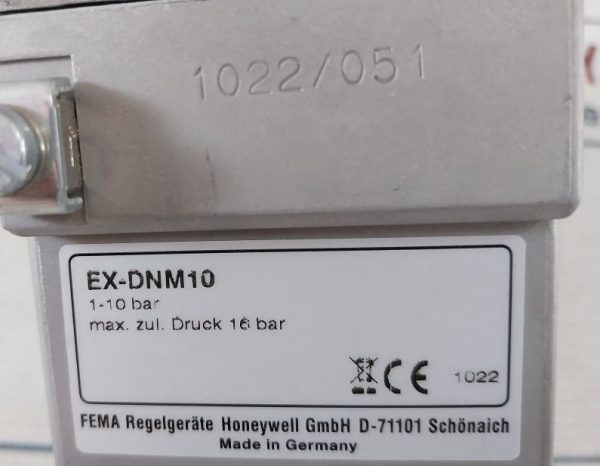 1022/051
EX-DNM10
1-10 bar
max. zul. Druck 16 bar
CE 1022
FEMA Regelgeräte Honeywell GmbH D-71101 Schönaich
Made in Germany